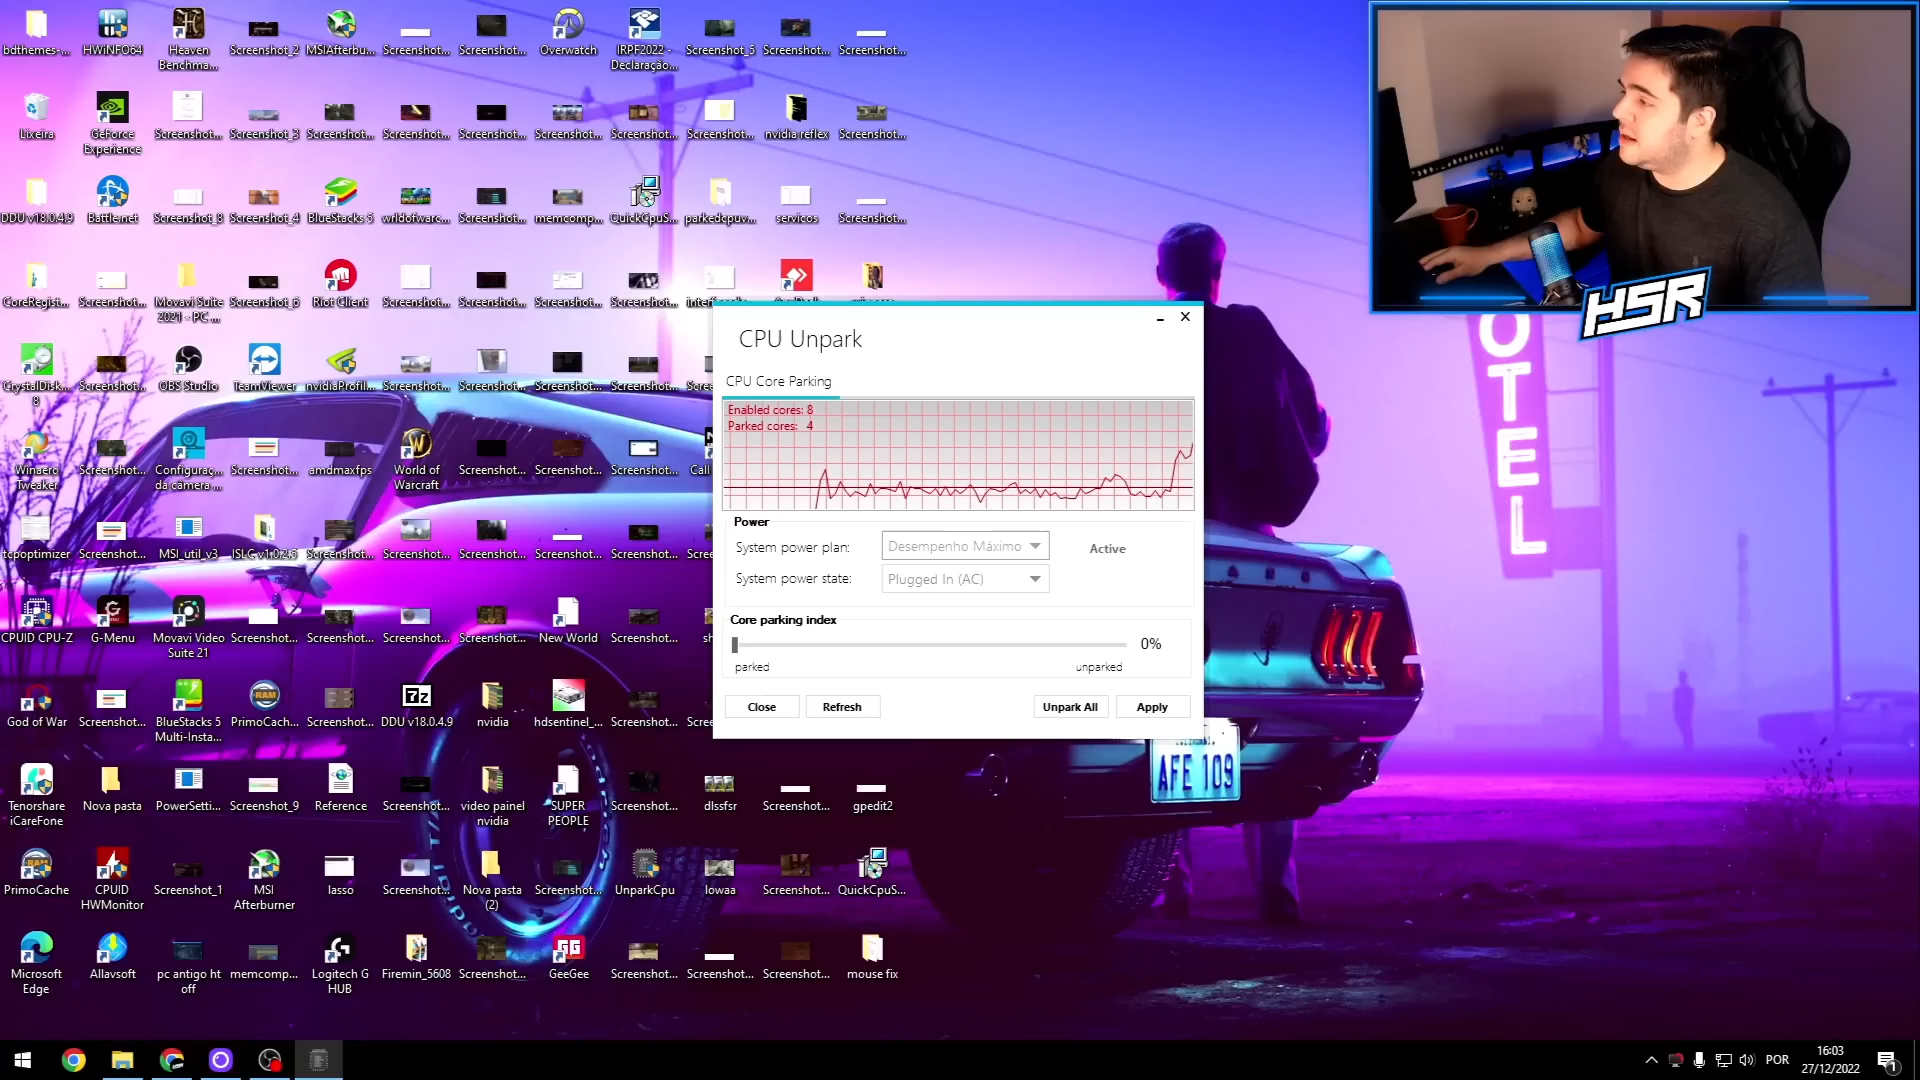 bdthemes-...
HWiNFO64
Heaven
Benchma...
Screenshot_2
MSIAfterbu...
Screenshot...
Screenshot...
Overwatch
IRPF2022 -
Declaração...
Screenshot_5
Screenshot...
Screenshot...
Lixeira
GeForce
Experience
Screenshot...
Screenshot_3
Screenshot...
Screenshot...
Screenshot...
Screenshot...
Screenshot...
Screenshot...
nvidia reflex
Screenshot...
DDU v18.0.4.9
Battle.net
Screenshot_8
Screenshot_4
BlueStacks 5
wrldofwarc...
Screenshot...
memcomp...
QuickCpuS...
parkedcpuv...
servicos
Screenshot...
CoreRegist...
Screenshot...
Movavi Suite
2021 - PC ...
Screenshot_6
Riot Client
Screenshot...
Screenshot...
Screenshot...
Screenshot...
HSR
CPU Unpark
CPU Core Parking
Enabled cores: 8
Parked cores: 4
Power
System power plan:
Desempenho Máximo
Active
System power state:
Plugged In (AC)
Core parking index
0%
parked
unparked
Close
Refresh
Unpark All
Apply
CrystalDisk...
8
Screenshot...
OBS Studio
TeamViewer
nvidiaProfil...
Screenshot...
Screenshot...
Screenshot...
Screenshot...
Winaero
Tweaker
Screenshot...
Configuraç...
da câmera ...
Screenshot...
amdmaxfps
World of
Warcraft
Screenshot...
Screenshot...
Screenshot...
tcpoptimizer
Screenshot...
MSI_util_v3
ISLC v1.0.2.5
Screenshot...
Screenshot...
Screenshot...
Screenshot...
Screenshot...
CPUID CPU-Z
G-Menu
Movavi Video
Suite 21
Screenshot...
Screenshot...
Screenshot...
Screenshot...
New World
Screenshot...
God of War
Screenshot...
BlueStacks 5
Multi-Insta...
PrimoCach...
Screenshot...
DDU v18.0.4.9
nvidia
hdsentinel_...
Screenshot...
Tenorshare
iCareFone
Nova pasta
PowerSetti...
Screenshot_9
Reference
Screenshot...
video painel
nvidia
SUPER
PEOPLE
Screenshot...
dlssfsr
Screenshot...
gpedit2
PrimoCache
CPUID
HWMonitor
Screenshot_1
MSI
Afterburner
lasso
Screenshot...
Nova pasta
(2)
Screenshot...
UnparkCpu
lowaa
Screenshot...
QuickCpuS...
Microsoft
Edge
Allavsoft
pc antigo ht
off
memcomp...
Logitech G
HUB
Firemin_5608
Screenshot...
GeeGee
Screenshot...
Screenshot...
Screenshot...
mouse fix
OTEL
AFE 109
POR
16:03
27/12/2022
1